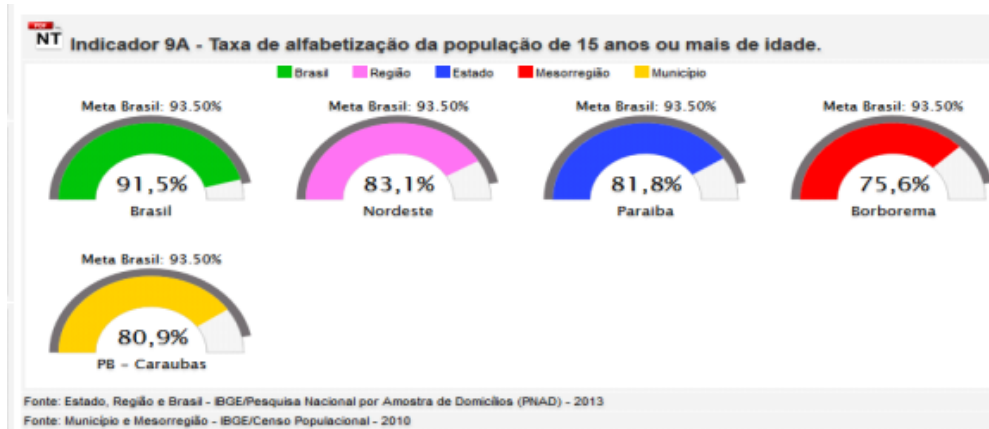 PDF
NT Indicador 9A - Taxa de alfabetização da população de 15 anos ou mais de idade.
Brasil Região Estado Mesorregião Município
Meta Brasil: 93.50% Meta Brasil: 93.50% Meta Brasil: 93.50% Meta Brasil: 93.50%
91,5% 83,1% 81,8% 75,6%
Brasil Nordeste Paraiba Borborema
Meta Brasil: 93.50%
80,9%
PB - Caraubas
Fonte: Estado, Região e Brasil - IBGE/Pesquisa Nacional por Amostra de Domicílios (PNAD) - 2013
Fonte: Município e Mesorregião - IBGE/Censo Populacional - 2010